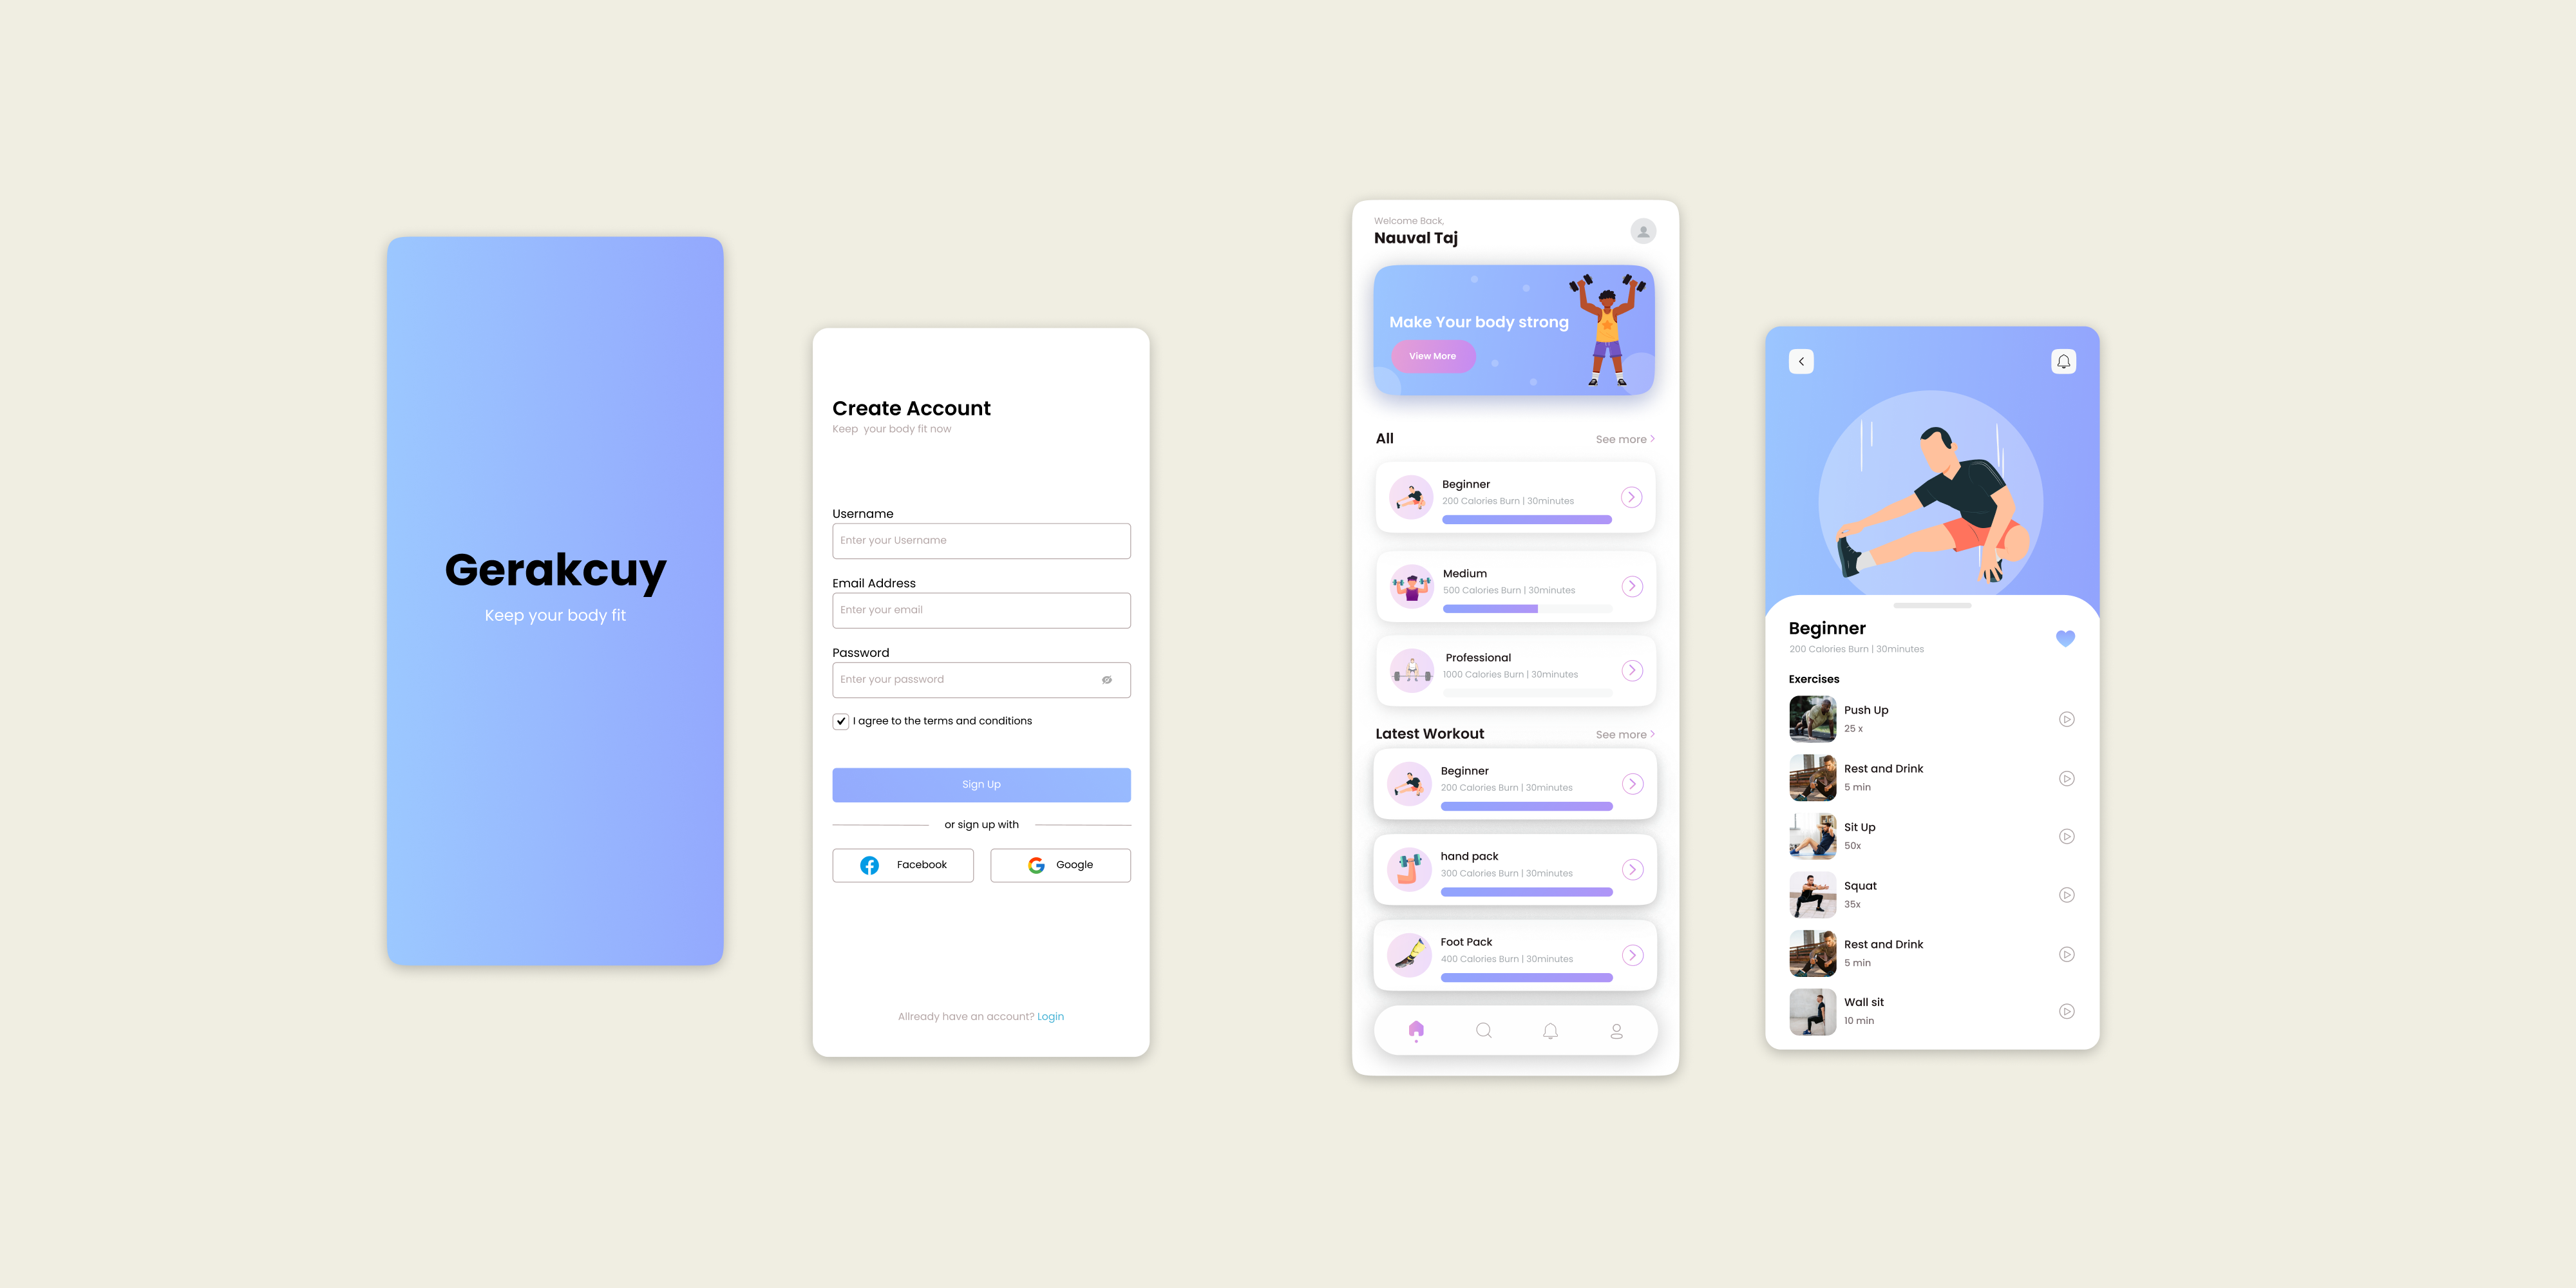 Gerakcuy
Keep your body fit
Create Account
Keep  your body fit now
Username
Enter your Username
Email Address
Enter your email
Password
Enter your password
I agree to the terms and conditions
Sign Up
or sign up with
Facebook
Google
Allready have an account? Login
Welcome Back,
Nauval Taj
Make Your body strong
View More
All
See more
Beginner
200 Calories Burn | 30minutes
Medium
500 Calories Burn | 30minutes
Professional
1000 Calories Burn | 30minutes
Latest Workout
See more
Beginner
200 Calories Burn | 30minutes
hand pack
300 Calories Burn | 30minutes
Foot Pack
400 Calories Burn | 30minutes
Beginner
200 Calories Burn | 30minutes
Exercises
Push Up
25 x
Rest and Drink
5 min
Sit Up
50x
Squat
35x
Rest and Drink
5 min
Wall sit
10 min